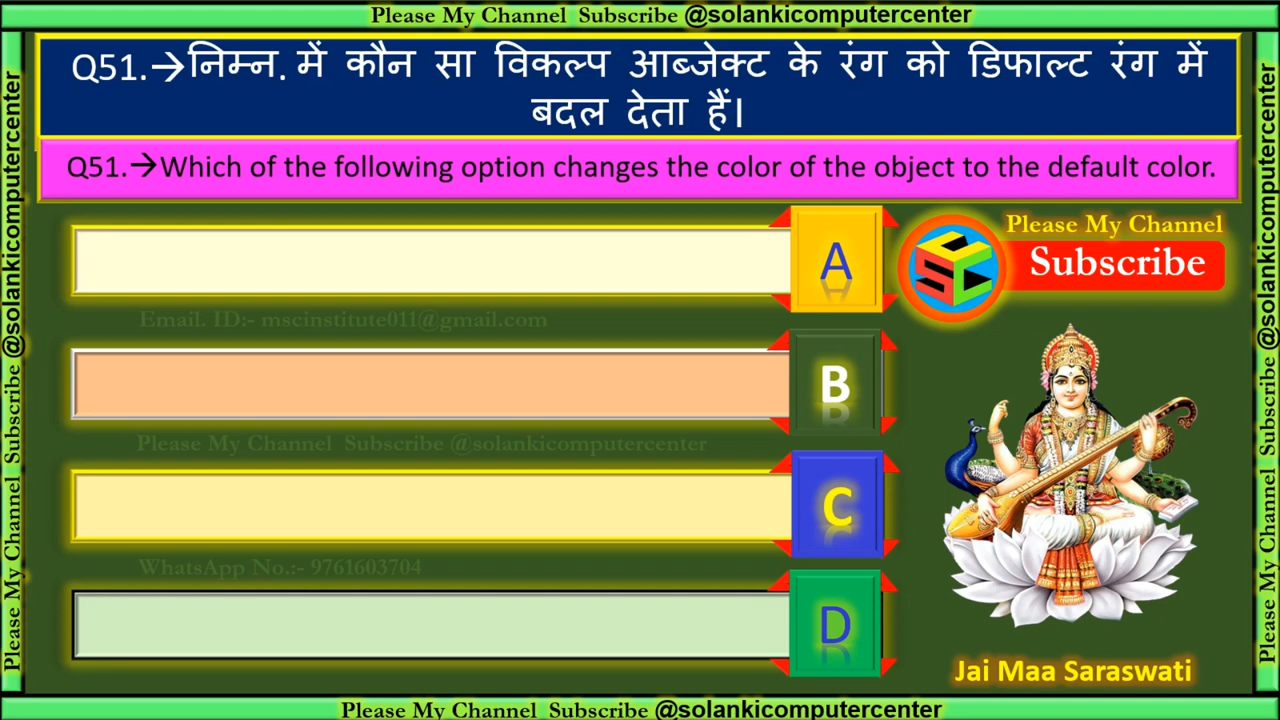 Please My Channel Subscribe @solankicomputercenter
Q51.→निम्न. में कौन सा विकल्प आब्जेक्ट के रंग को डिफाल्ट रंग में
बदल देता हैं।
Q51.→Which of the following option changes the color of the object to the default color.
A
Please My Channel
Subscribe
CSC
Email. ID:- mscinstitute011@gmail.com
B
Please My Channel Subscribe @solankicomputercenter
C
WhatsApp No.:- 9761603704
D
Jai Maa Saraswati
Please My Channel Subscribe @solankicomputercenter
Please My Channel Subscribe @solankicomputercenter
Please My Channel Subscribe @solankicomputercenter